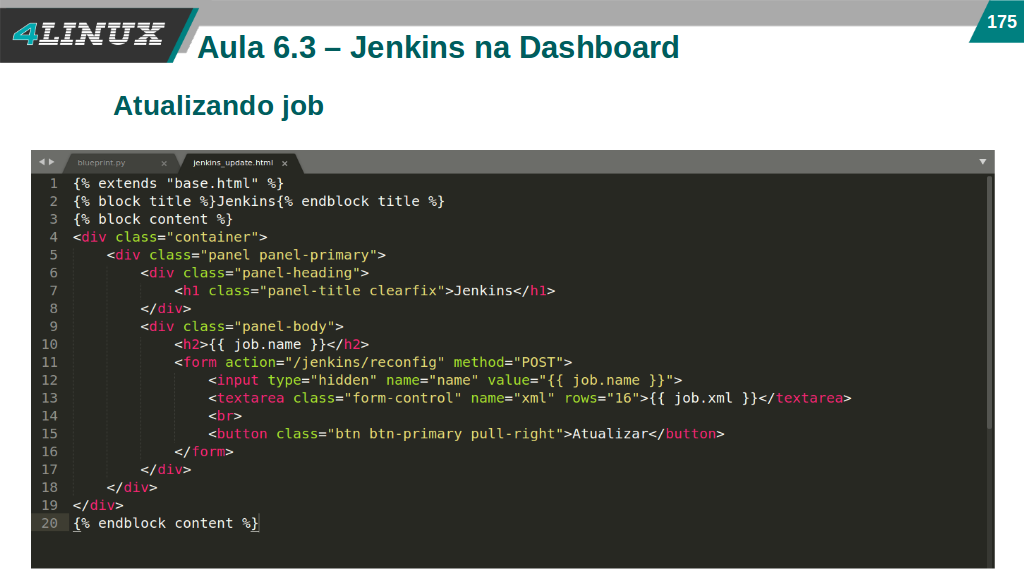 4LINUX
175
Aula 6.3 – Jenkins na Dashboard
Atualizando job
blueprint.py ×
jenkins_update.html ×
1 {% extends "base.html" %}
2 {% block title %}Jenkins{% endblock title %}
3 {% block content %}
4 <div class="container">
5     <div class="panel panel-primary">
6         <div class="panel-heading">
7             <h1 class="panel-title clearfix">Jenkins</h1>
8         </div>
9         <div class="panel-body">
10             <h2>{{ job.name }}</h2>
11             <form action="/jenkins/reconfig" method="POST">
12                 <input type="hidden" name="name" value="{{ job.name }}">
13                 <textarea class="form-control" name="xml" rows="16">{{ job.xml }}</textarea>
14                 <br>
15                 <button class="btn btn-primary pull-right">Atualizar</button>
16             </form>
17         </div>
18     </div>
19 </div>
20 {% endblock content %}